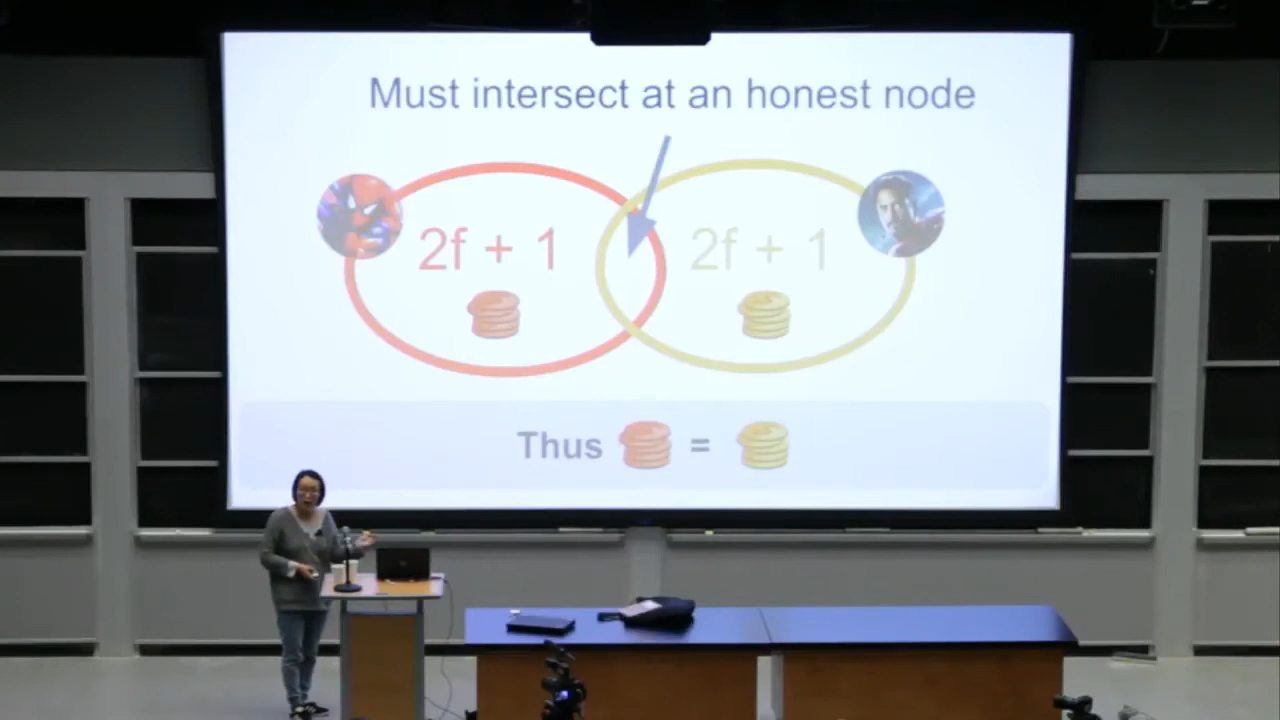 Must intersect at an honest node
2f + 1
2f + 1
Thus =